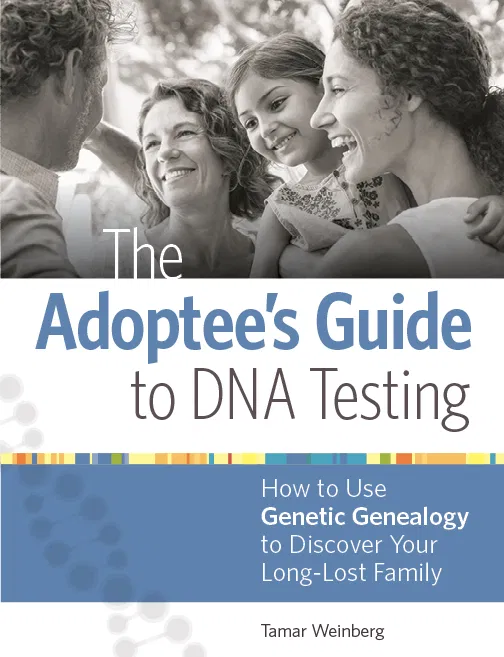 The
Adoptee's Guide
to DNA Testing
How to Use
Genetic Genealogy
to Discover Your
Long-Lost Family
Tamar Weinberg